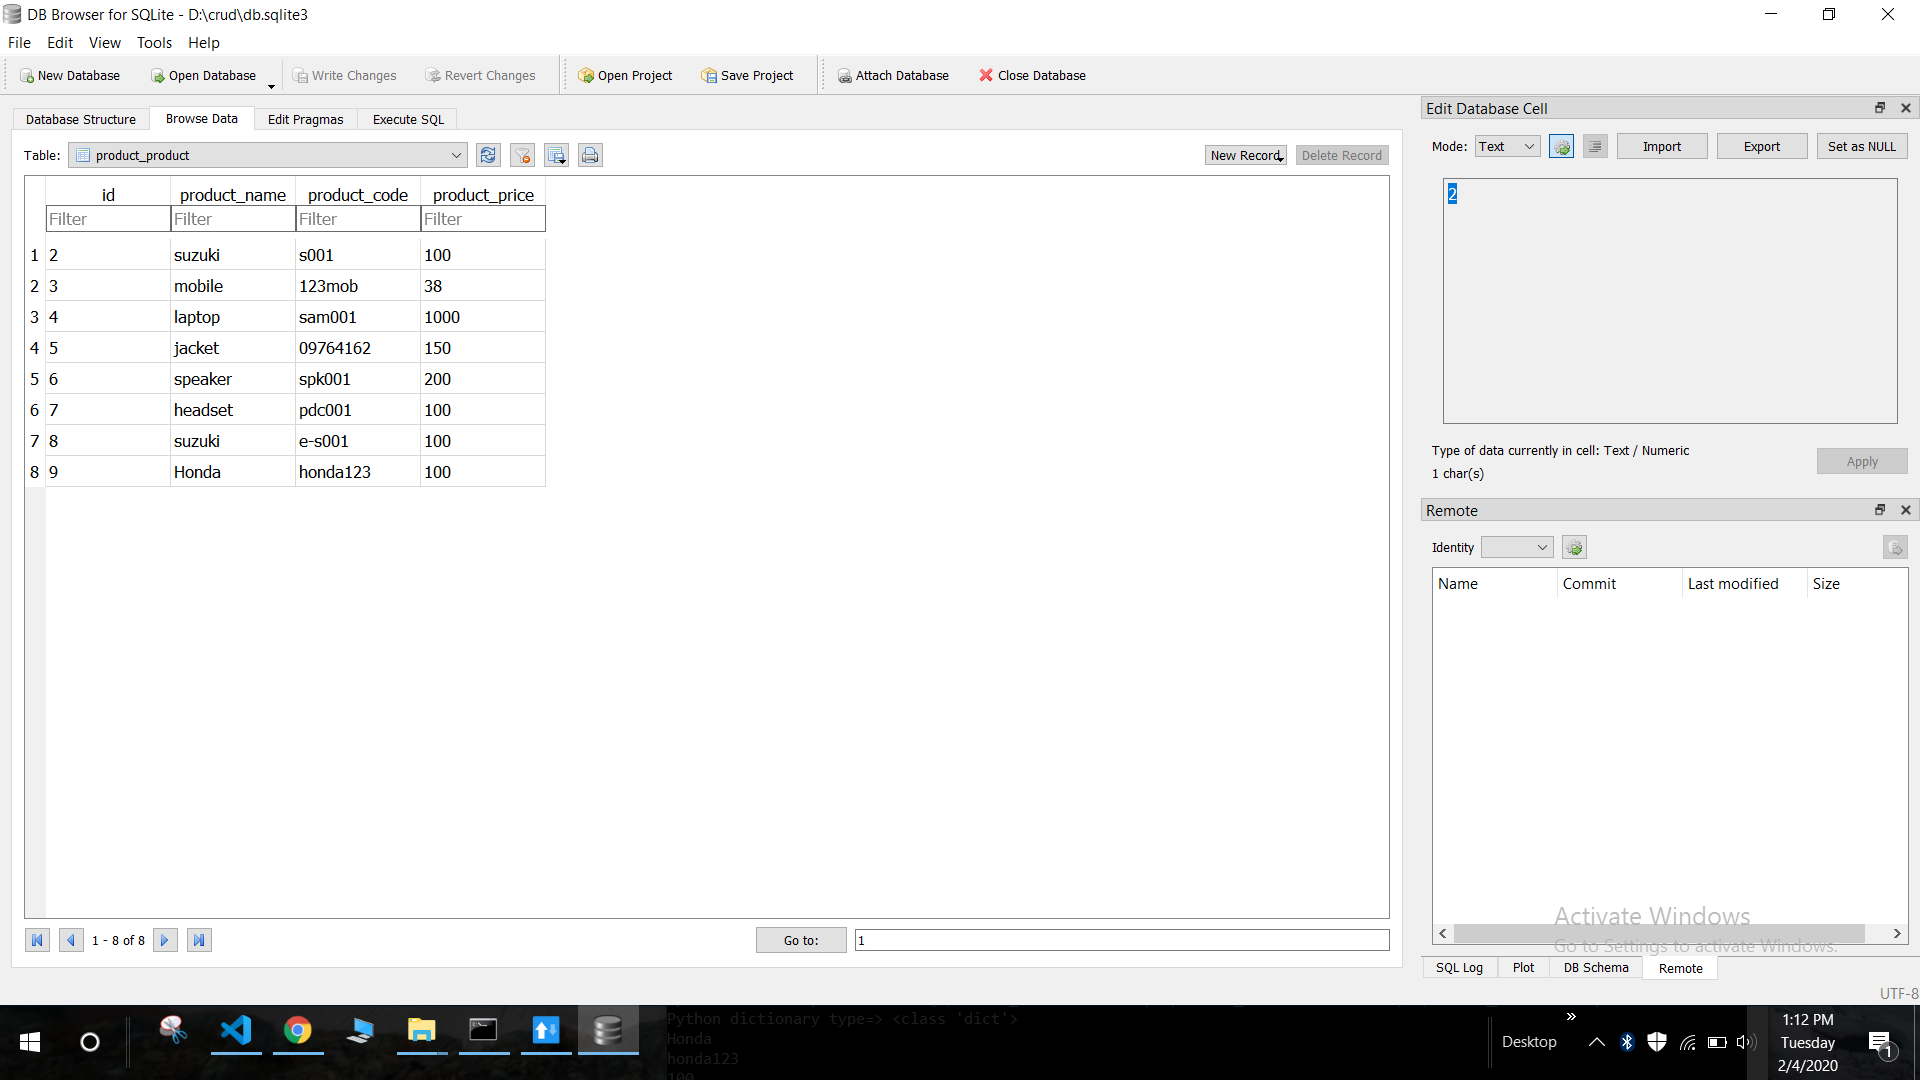 DB Browser for SQLite - D:\crud\db.sqlite3
File Edit View Tools Help
New Database Open Database Write Changes Revert Changes Open Project Save Project Attach Database Close Database
Database Structure Browse Data Edit Pragmas Execute SQL
Table: product_product New Record Delete Record
id product_name product_code product_price
Filter Filter Filter Filter
1 2 suzuki s001 100
2 3 mobile 123mob 38
3 4 laptop sam001 1000
4 5 jacket 09764162 150
5 6 speaker spk001 200
6 7 headset pdc001 100
7 8 suzuki e-s001 100
8 9 Honda honda123 100
1 - 8 of 8 Go to: 1
Edit Database Cell
Mode: Text Import Export Set as NULL
2
Type of data currently in cell: Text / Numeric
1 char(s)
Apply
Remote
Identity
Name Commit Last modified Size
Activate Windows
Go to Settings to activate Windows.
SQL Log Plot DB Schema Remote
UTF-8
Python dictionary type=> <class 'dict'>
Honda
honda123
100
Desktop
1:12 PM
Tuesday
2/4/2020
1